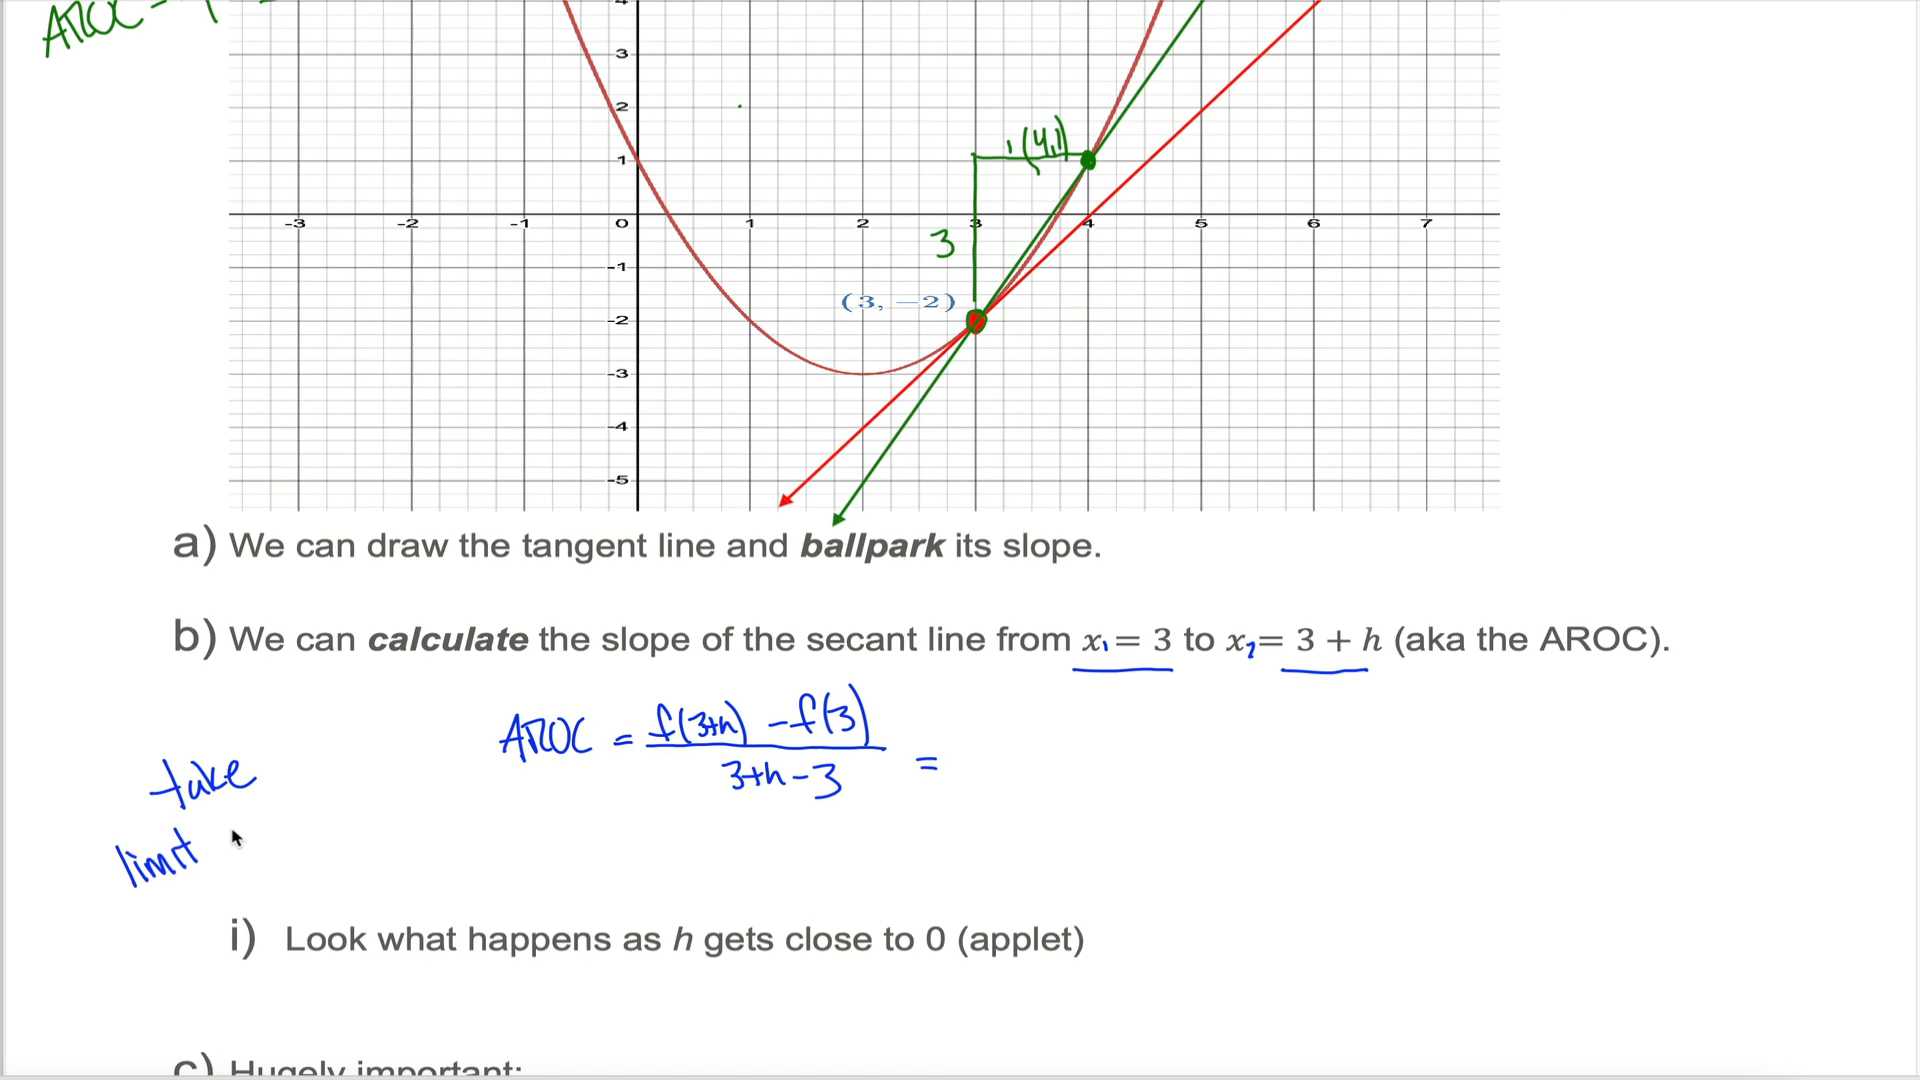 AROC =
4
3
2
1
1 (4,1)
-3 -2 -1 0 1 2 3 4 5 6 7
3
-1
(3, −2)
-2
-3
-4
-5
a) We can draw the tangent line and ballpark its slope.
b) We can calculate the slope of the secant line from x₁ = 3 to x₂ = 3 + h (aka the AROC).
AROC = f(3+h) - f(3)
3+h - 3 =
take
limit
i) Look what happens as h gets close to 0 (applet)
c) Hugely important: